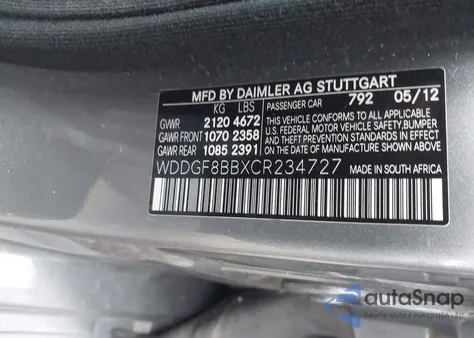 MFD BY DAIMLER AG STUTTGART
KG LBS
GVWR 2120 4672
GAWR FRONT 1070 2358
GAWR REAR 1085 2391
PASSENGER CAR 792 05/12
THIS VEHICLE CONFORMS TO ALL APPLICABLE
U.S. FEDERAL MOTOR VEHICLE SAFETY, BUMPER
AND THEFT PREVENTION STANDARDS IN EFFECT
ON THE DATE OF MANUFACTURE SHOWN ABOVE
WDDGF8BBXCR234727 MADE IN SOUTH AFRICA
autoSnap